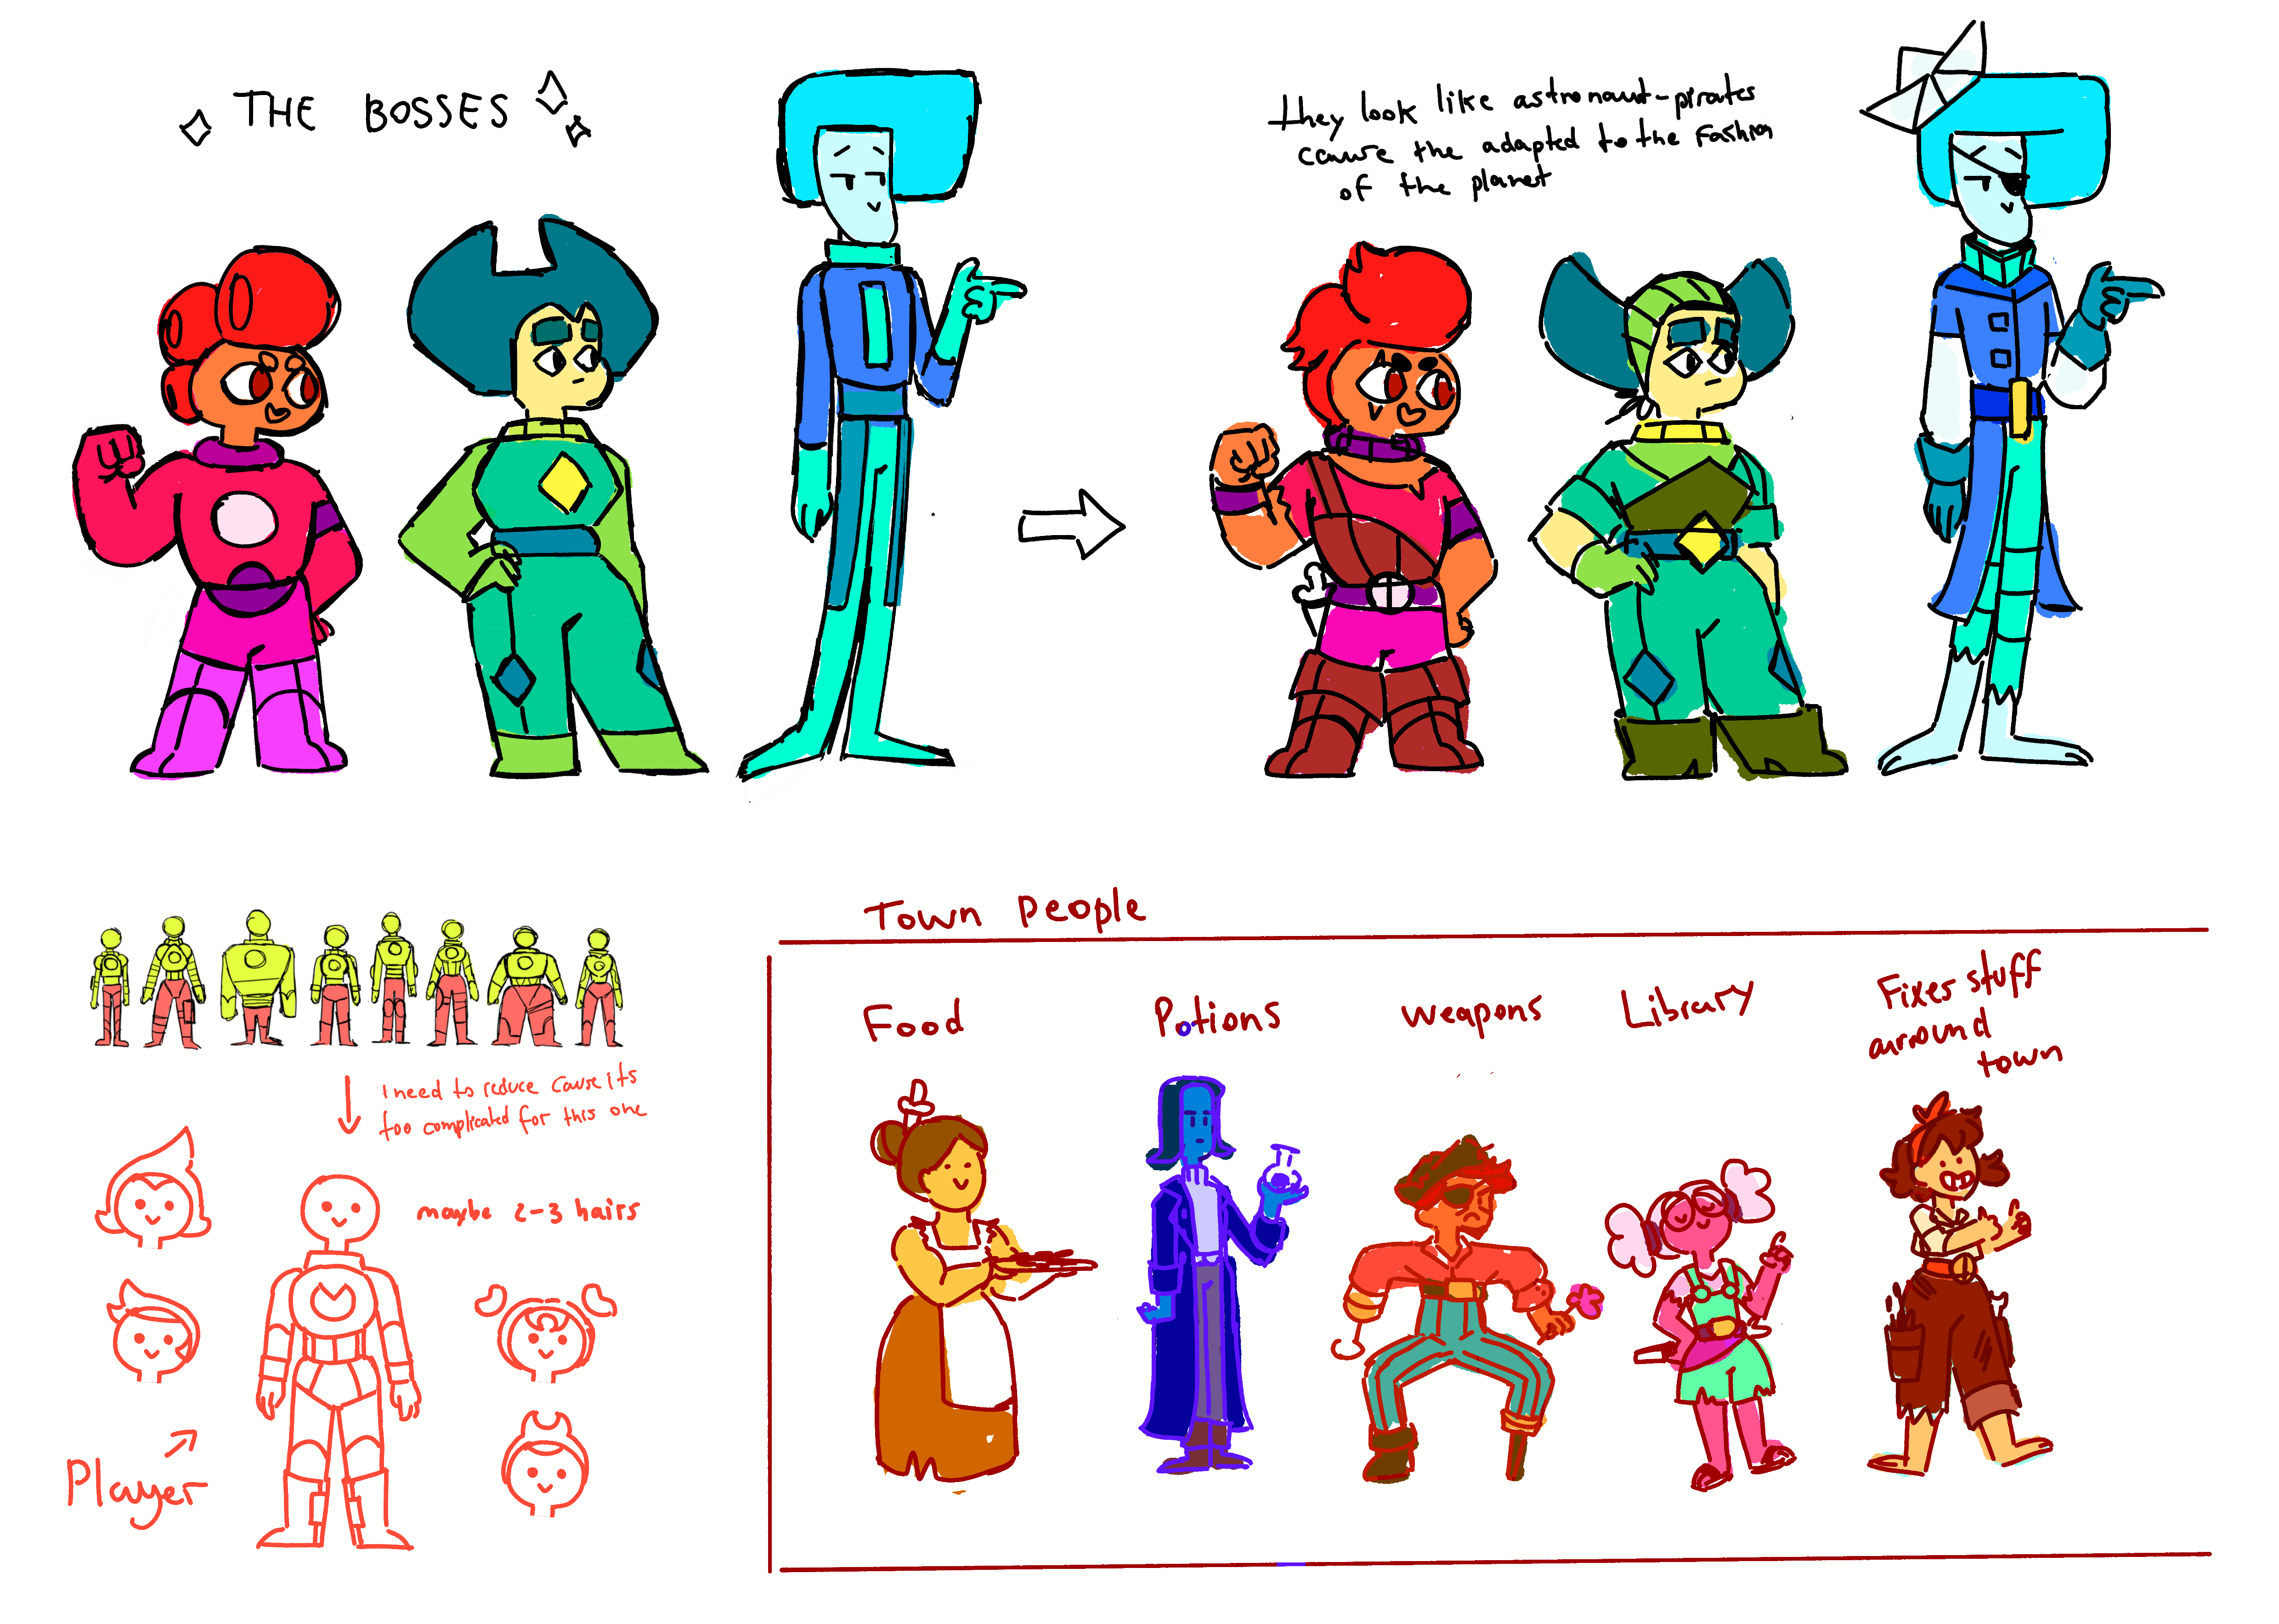 THE BOSSES
they look like astronaut-pirates
cause the adapted to the Fashion
of the planet
Town People
Food
Potions
weapons
Library
Fixes stuff
arround
town
I need to reduce cause its
too complicated for this one
maybe 2-3 hairs
Player